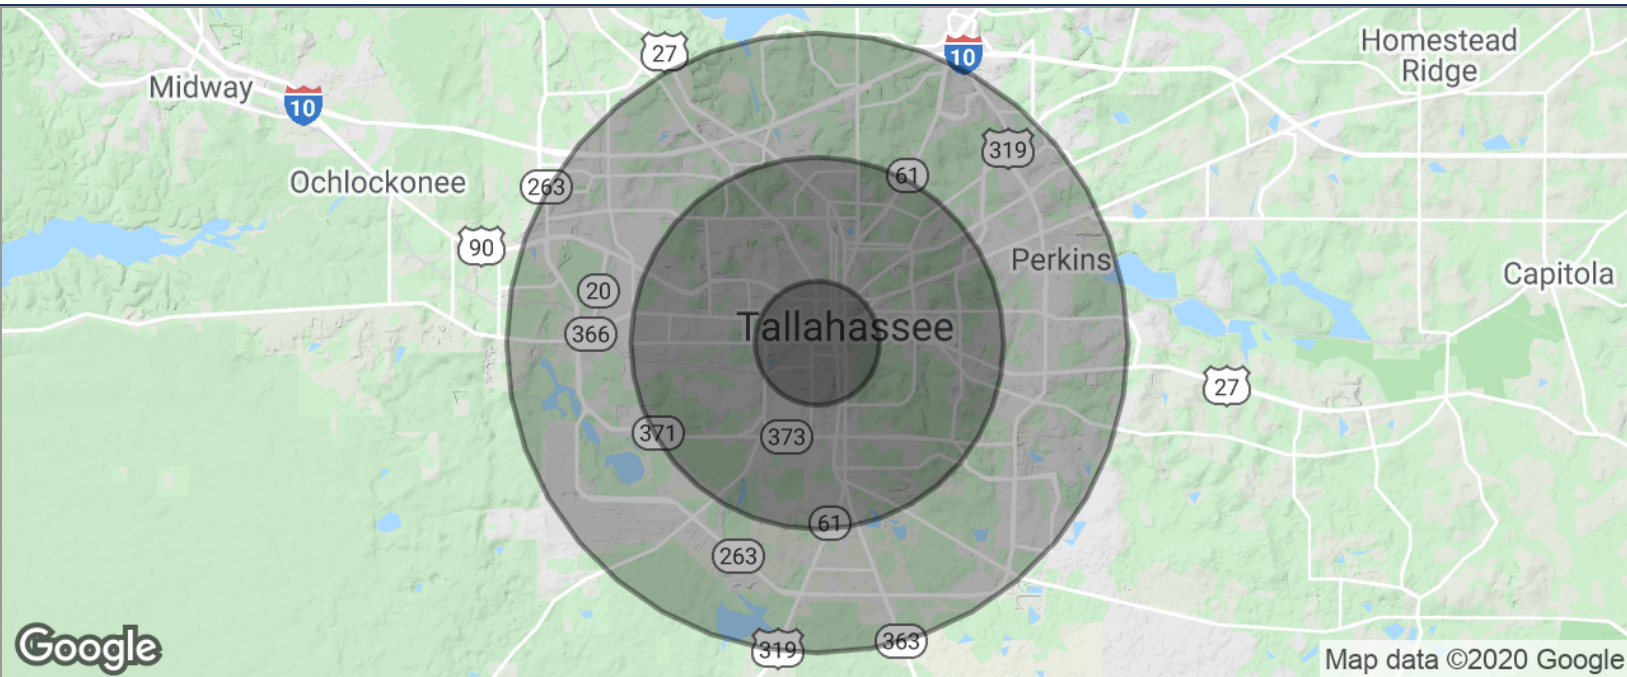 27
10
Homestead
Ridge
Midway
10
319
61
Ochlockonee
263
90
Perkins
Capitola
20
Tallahassee
366
27
371
373
61
263
319
363
Google
Map data ©2020 Google